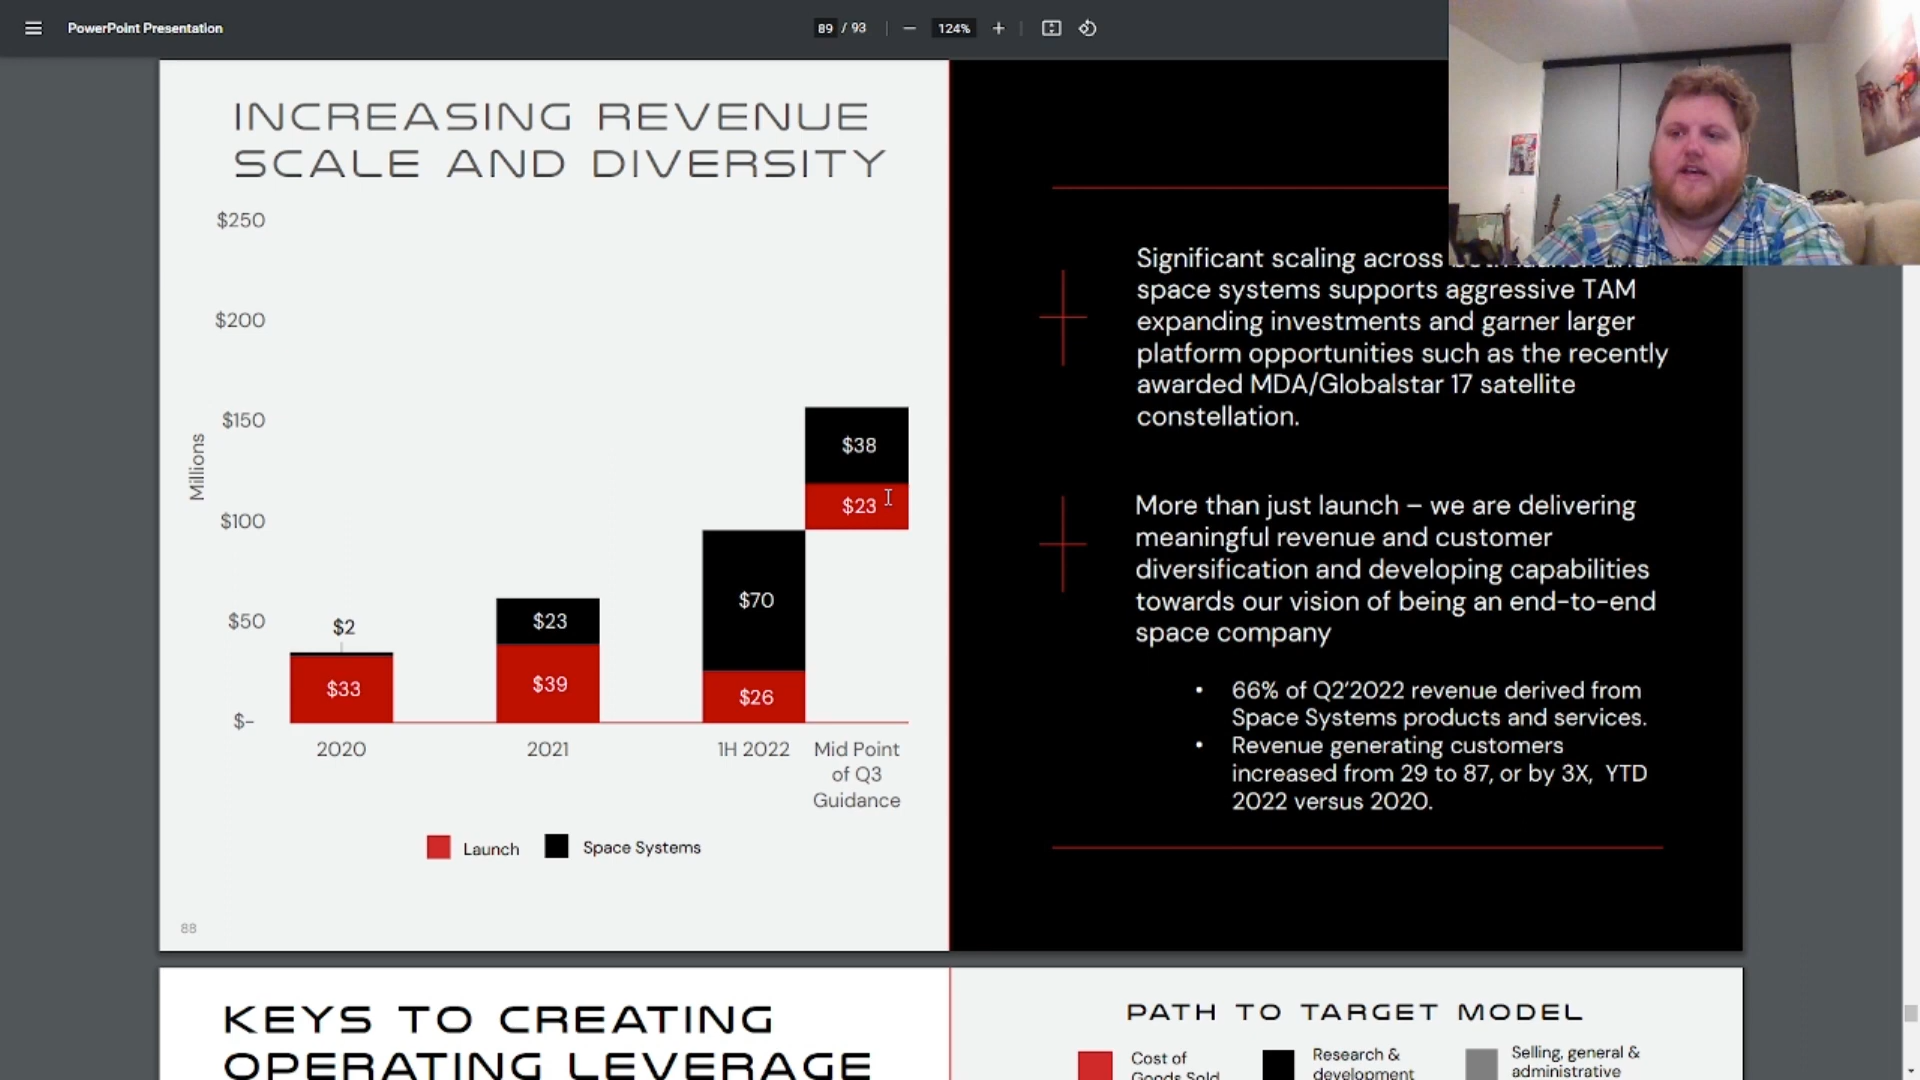 PowerPoint Presentation
89 / 93
124%
INCREASING REVENUE
SCALE AND DIVERSITY
$250
$200
$150
$100
$50
$-
Millions
$2
$33
$23
$39
$70
$26
$38
$23
2020
2021
1H 2022
Mid Point
of Q3
Guidance
Launch
Space Systems
88
Significant scaling across
space systems supports aggressive TAM
expanding investments and garner larger
platform opportunities such as the recently
awarded MDA/Globalstar 17 satellite
constellation.
More than just launch – we are delivering
meaningful revenue and customer
diversification and developing capabilities
towards our vision of being an end-to-end
space company
• 66% of Q2'2022 revenue derived from
Space Systems products and services.
• Revenue generating customers
increased from 29 to 87, or by 3X, YTD
2022 versus 2020.
KEYS TO CREATING
OPERATING LEVERAGE
PATH TO TARGET MODEL
Cost of
Goods Sold
Research &
development
Selling, general &
administrative